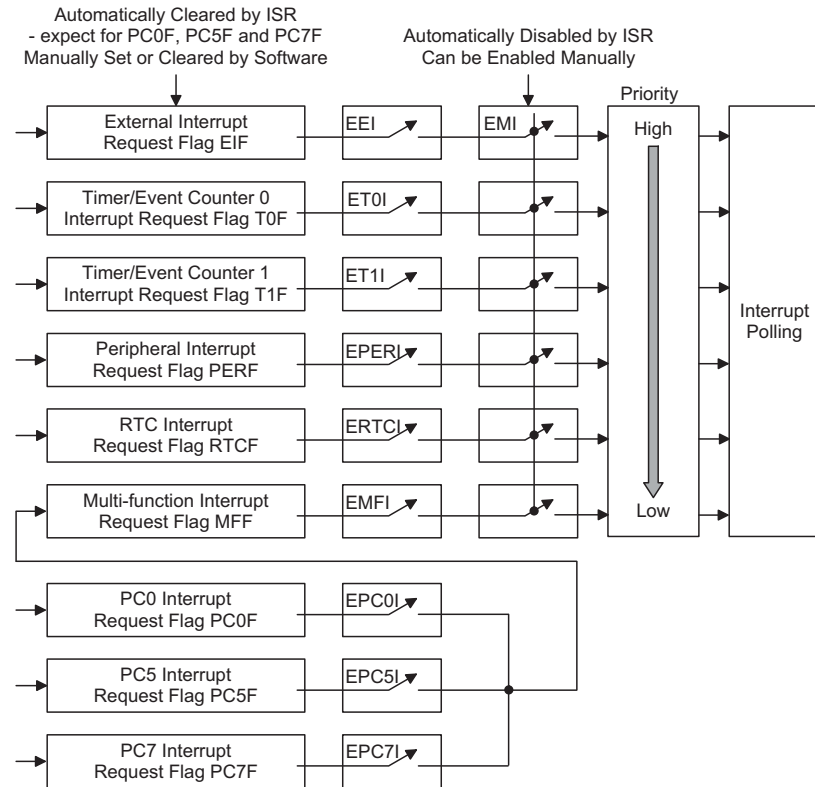 Automatically Cleared by ISR
- expect for PC0F, PC5F and PC7F
Manually Set or Cleared by Software
Automatically Disabled by ISR
Can be Enabled Manually
Priority
External Interrupt
Request Flag EIF
EEI
EMI
High
Timer/Event Counter 0
Interrupt Request Flag T0F
ET0I
Timer/Event Counter 1
Interrupt Request Flag T1F
ET1I
Interrupt
Polling
Peripheral Interrupt
Request Flag PERF
EPERI
RTC Interrupt
Request Flag RTCF
ERTCI
Multi-function Interrupt
Request Flag MFF
EMFI
Low
PC0 Interrupt
Request Flag PC0F
EPC0I
PC5 Interrupt
Request Flag PC5F
EPC5I
PC7 Interrupt
Request Flag PC7F
EPC7I